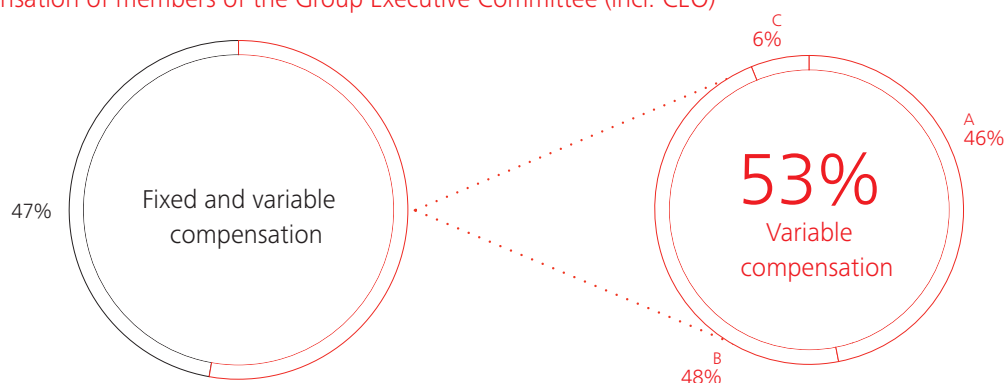 of members of the Group Executive Committee (incl. CEO)
C
6%
A
46%
47%
Fixed and variable
compensation
53%
Variable
compensation
B
48%